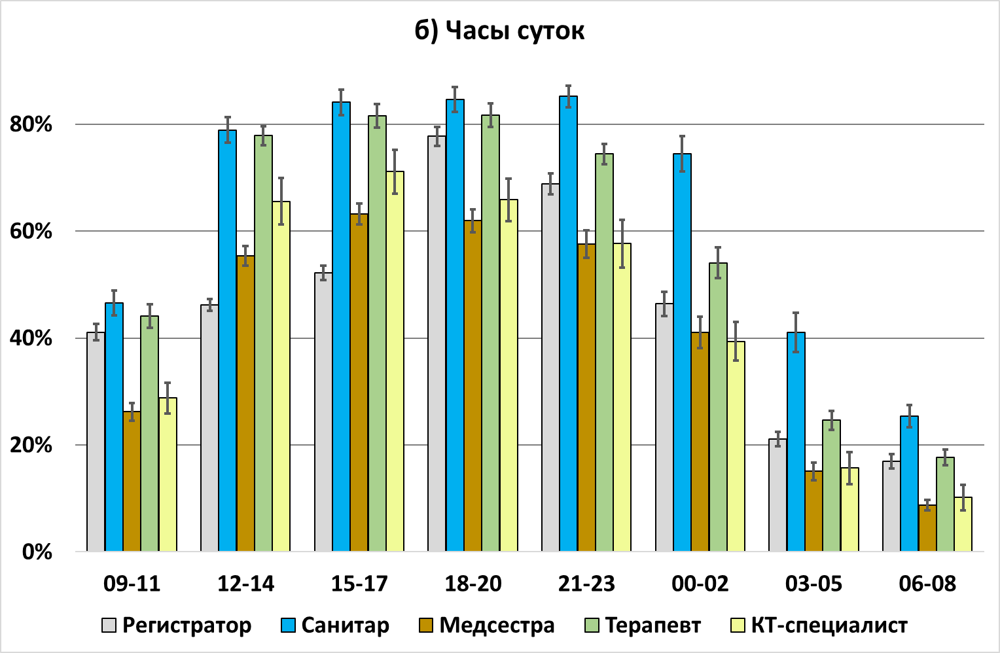 б) Часы суток
80%
60%
40%
20%
0%
09-11 12-14 15-17 18-20 21-23 00-02 03-05 06-08
Регистратор Санитар Медсестра Терапевт КТ-специалист